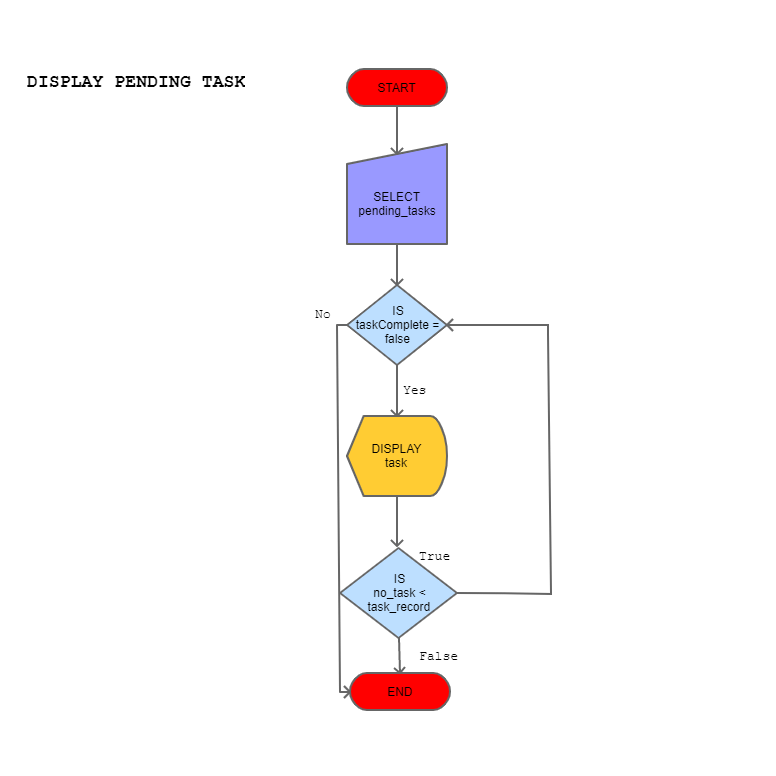 DISPLAY PENDING TASK
START
SELECT
pending_tasks
No
IS
taskComplete =
false
Yes
DISPLAY
task
True
IS
no_task <
task_record
False
END